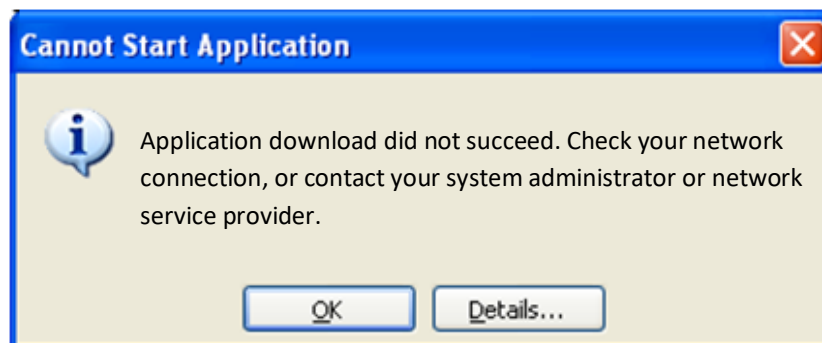 Cannot Start Application
Application download did not succeed. Check your network
connection, or contact your system administrator or network
service provider.
OK
Details...